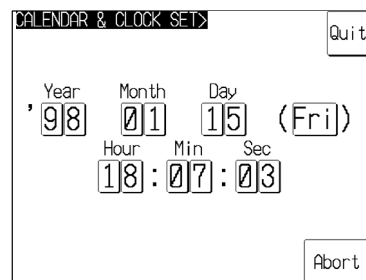 CALENDAR & CLOCK SET>
Quit
Year Month Day
'98 01 15 (Fri)
Hour Min Sec
18:07:03
Abort